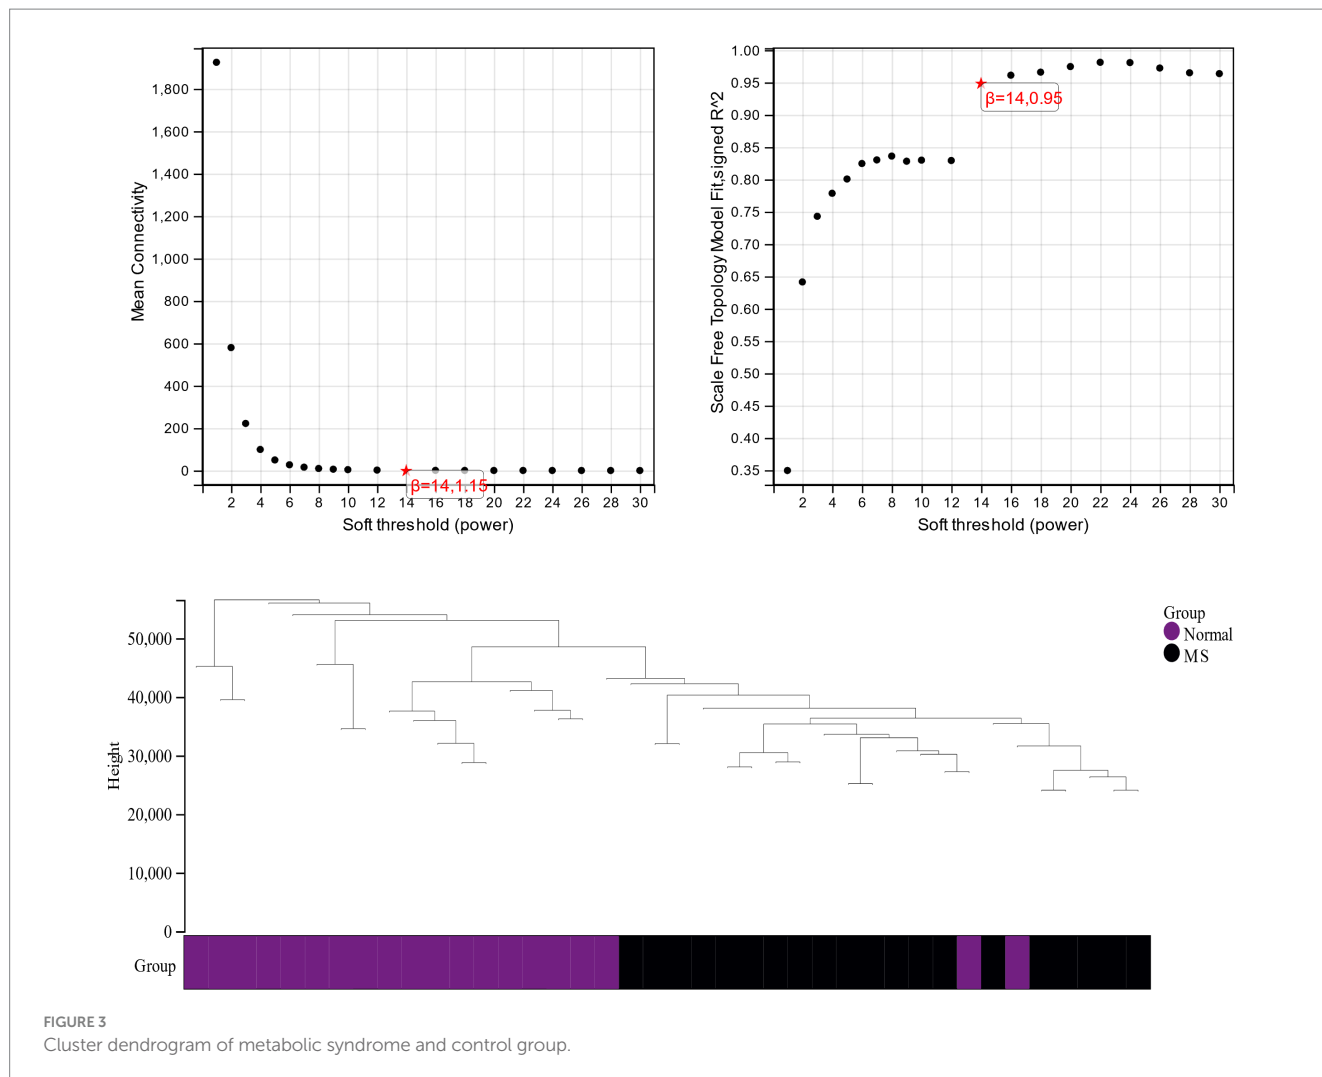 1,800
1,600
1,400
1,200
1,000
800
600
400
200
0
Mean Connectivity
β=14,1.15
2 4 6 8 10 12 14 16 18 20 22 24 26 28 30
Soft threshold (power)
1.00
0.95
0.90
0.85
0.80
0.75
0.70
0.65
0.60
0.55
0.50
0.45
0.40
0.35
Scale Free Topology Model Fit,signed R^2
β=14,0.95
2 4 6 8 10 12 14 16 18 20 22 24 26 28 30
Soft threshold (power)
50,000
40,000
30,000
20,000
10,000
0
Height
Group
Group
Normal
MS
FIGURE 3
Cluster dendrogram of metabolic syndrome and control group.